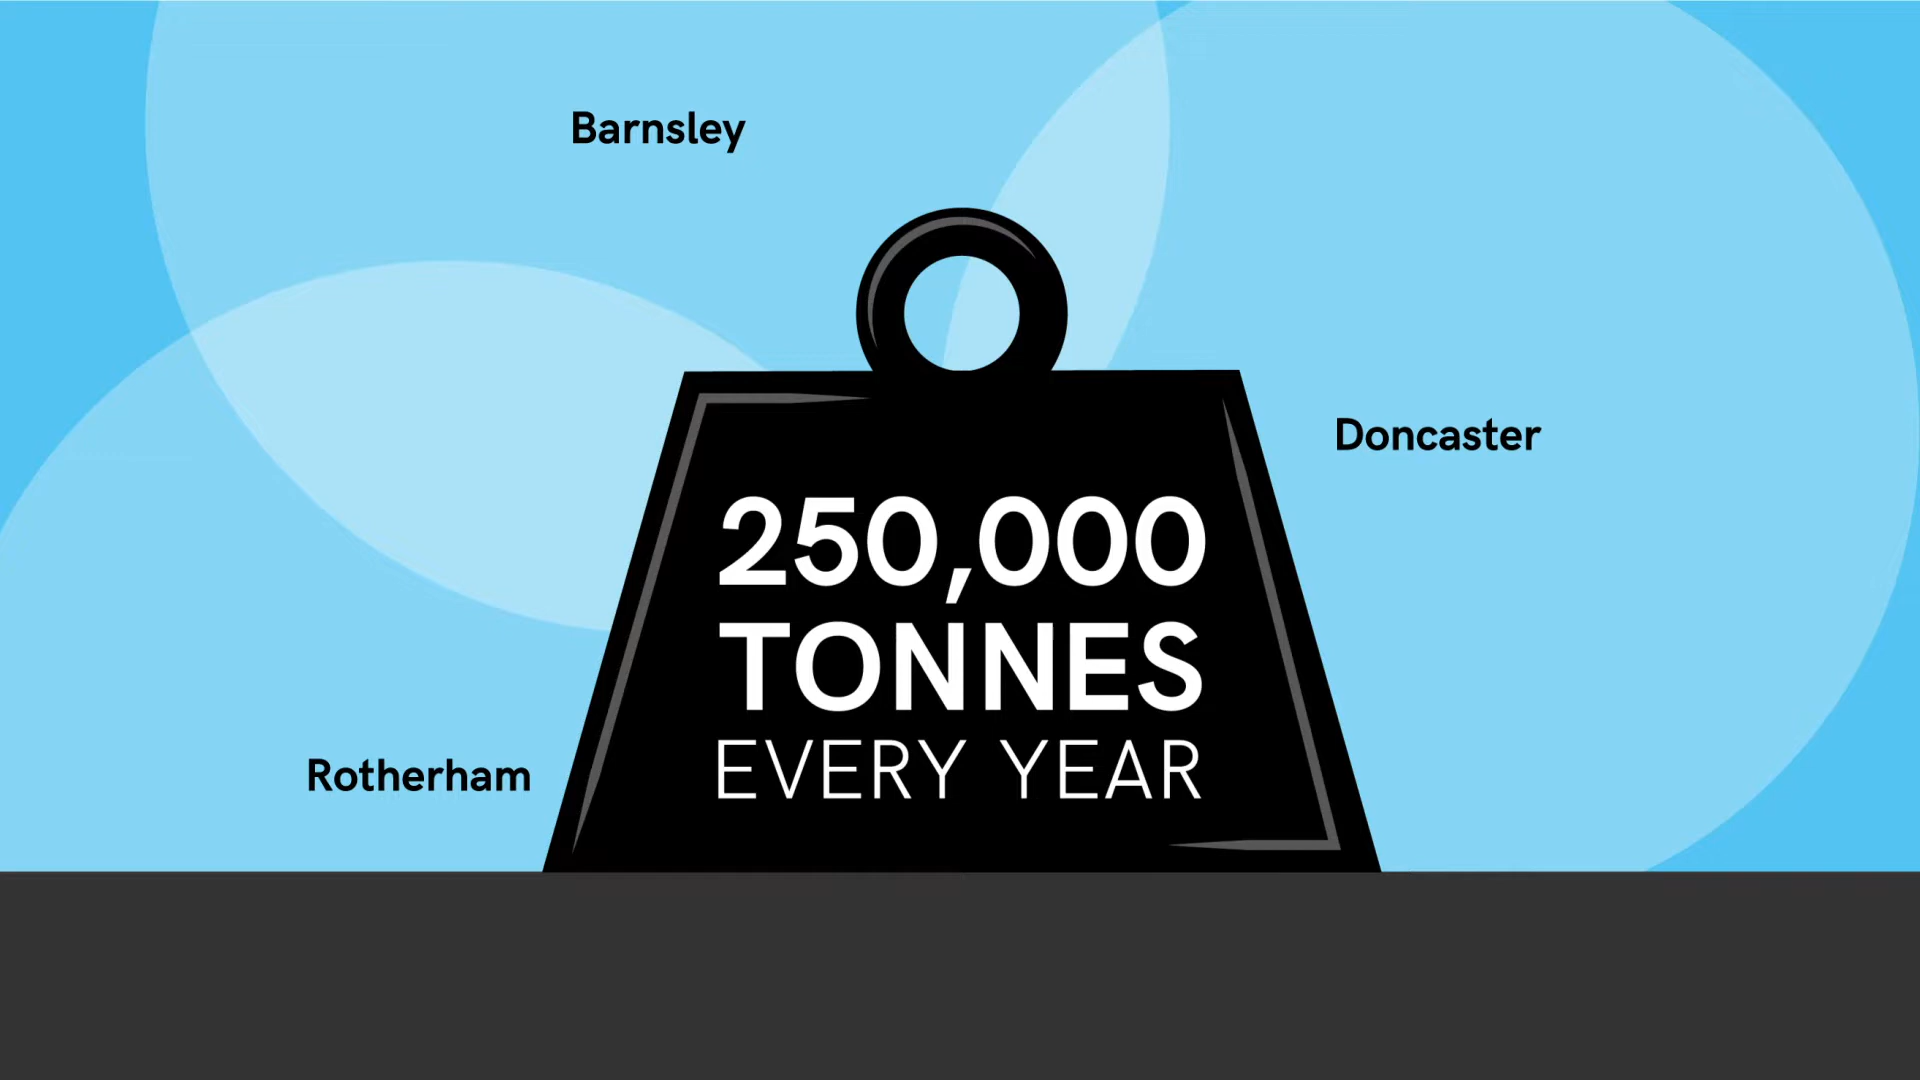 Barnsley
Doncaster
250,000
TONNES
EVERY YEAR
Rotherham